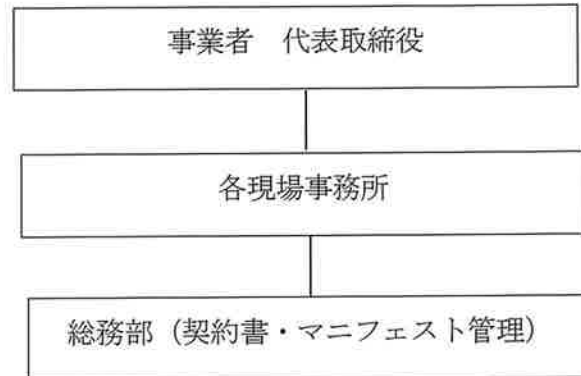 事業者　代表取締役
各現場事務所
総務部（契約書・マニフェスト管理）